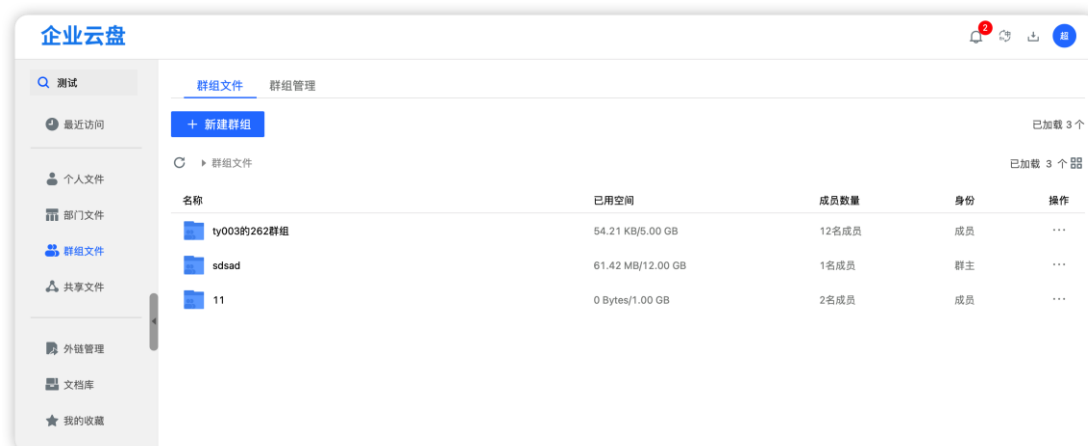 企业云盘
2
超
测试
最近访问
个人文件
部门文件
群组文件
共享文件
外链管理
文档库
我的收藏
群组文件 群组管理
+ 新建群组
已加载 3 个
群组文件
已加载 3 个
名称 已用空间 成员数量 身份 操作
ty003的262群组 54.21 KB/5.00 GB 12名成员 成员 ···
sdsad 61.42 MB/12.00 GB 1名成员 群主 ···
11 0 Bytes/1.00 GB 2名成员 成员 ···